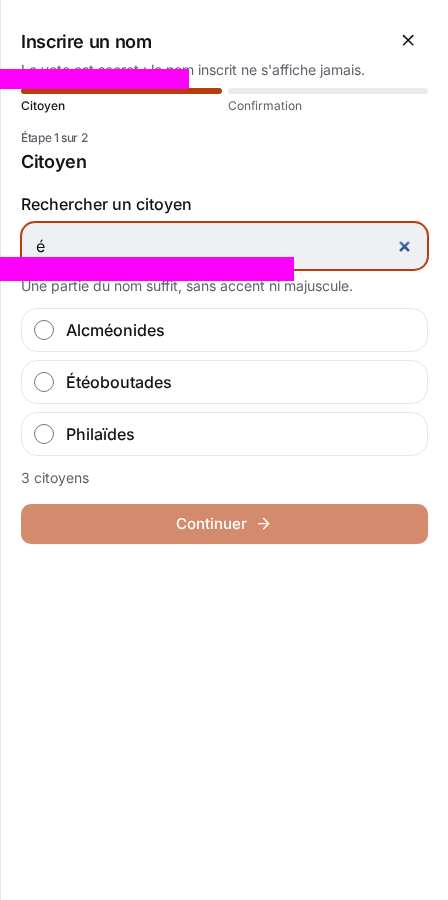 Inscrire un nom
Le vote est secret : le nom inscrit ne s'affiche jamais.
Citoyen
Confirmation
Étape 1 sur 2
Citoyen
Rechercher un citoyen
é
Une partie du nom suffit, sans accent ni majuscule.
Alcméonides
Étéoboutades
Philaïdes
3 citoyens
Continuer